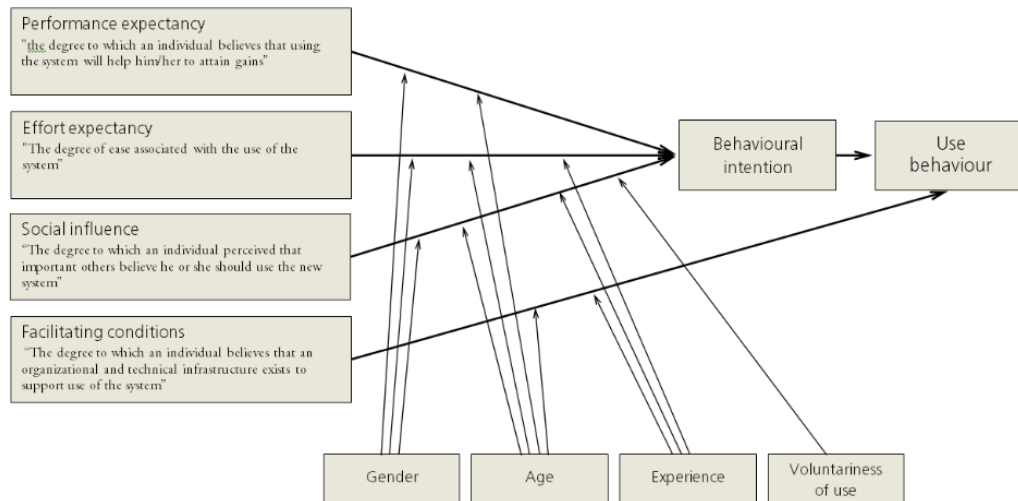 Performance expectancy
"the degree to which an individual believes that using
the system will help him/her to attain gains"
Effort expectancy
"The degree of ease associated with the use of the
system"
Social influence
"The degree to which an individual perceived that
important others believe he or she should use the new
system"
Facilitating conditions
"The degree to which an individual believes that an
organizational and technical infrastructure exists to
support use of the system"
Behavioural
intention
Use
behaviour
Gender
Age
Experience
Voluntariness
of use